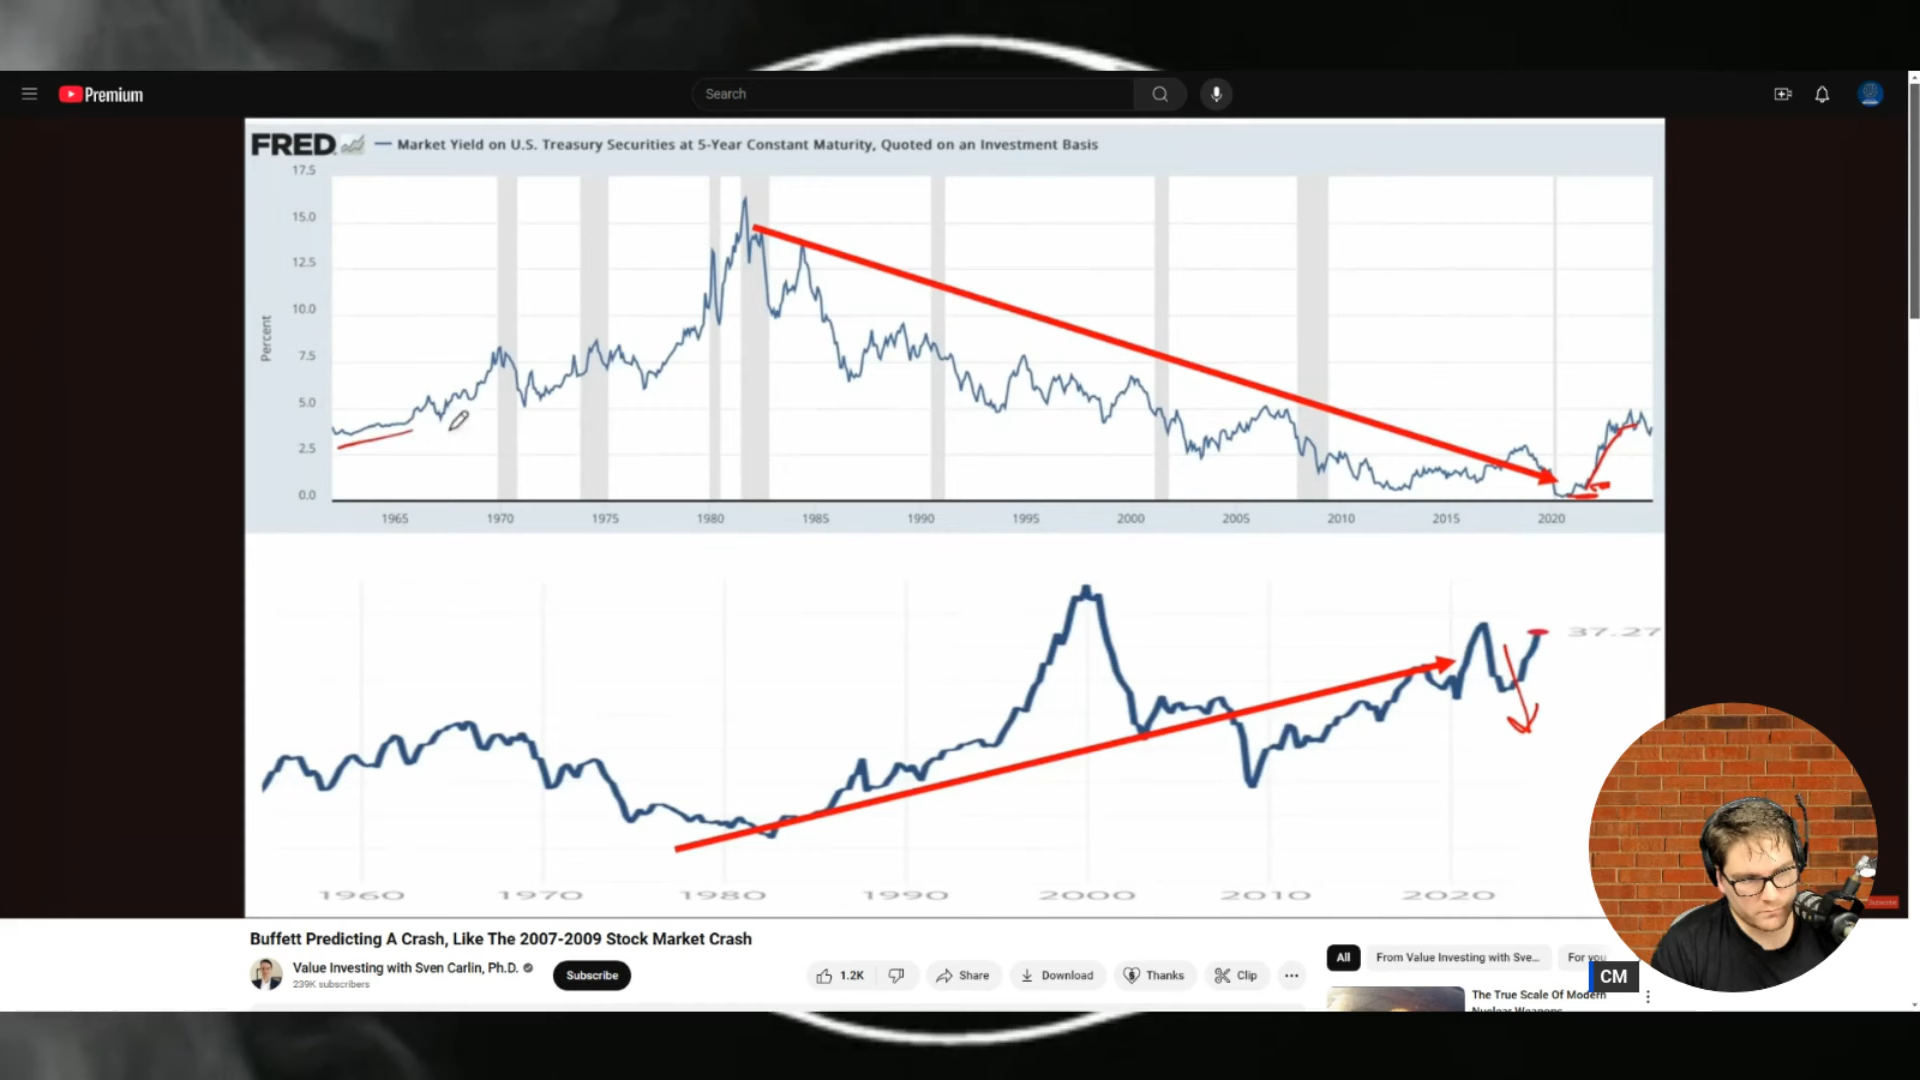 Premium
Search
FRED
Market Yield on U.S. Treasury Securities at 5-Year Constant Maturity, Quoted on an Investment Basis
Percent
17.5
15.0
12.5
10.0
7.5
5.0
2.5
0.0
1965 1970 1975 1980 1985 1990 1995 2000 2005 2010 2015 2020
37.27
1960 1970 1980 1990 2000 2010 2020
Subscribe
Buffett Predicting A Crash, Like The 2007-2009 Stock Market Crash
Value Investing with Sven Carlin, Ph.D.
239K subscribers
Subscribe
1.2K
Share
Download
Thanks
Clip
All
From Value Investing with Sve...
For you
CM
The True Scale Of Modern
Nuclear Weapons